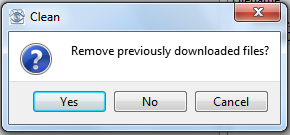 Clean
Remove previously downloaded files?
Yes
No
Cancel